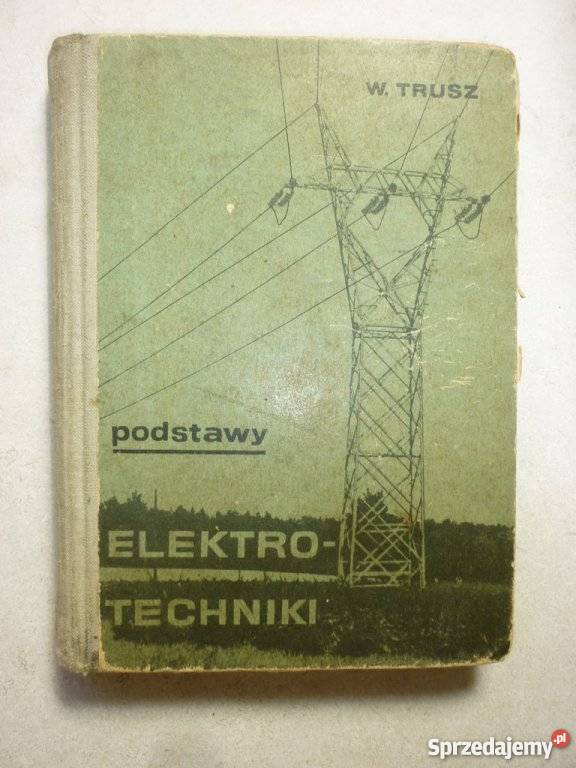 W. TRUSZ
podstawy
ELEKTRO-
TECHNIKI
Sprzedajemy.pl